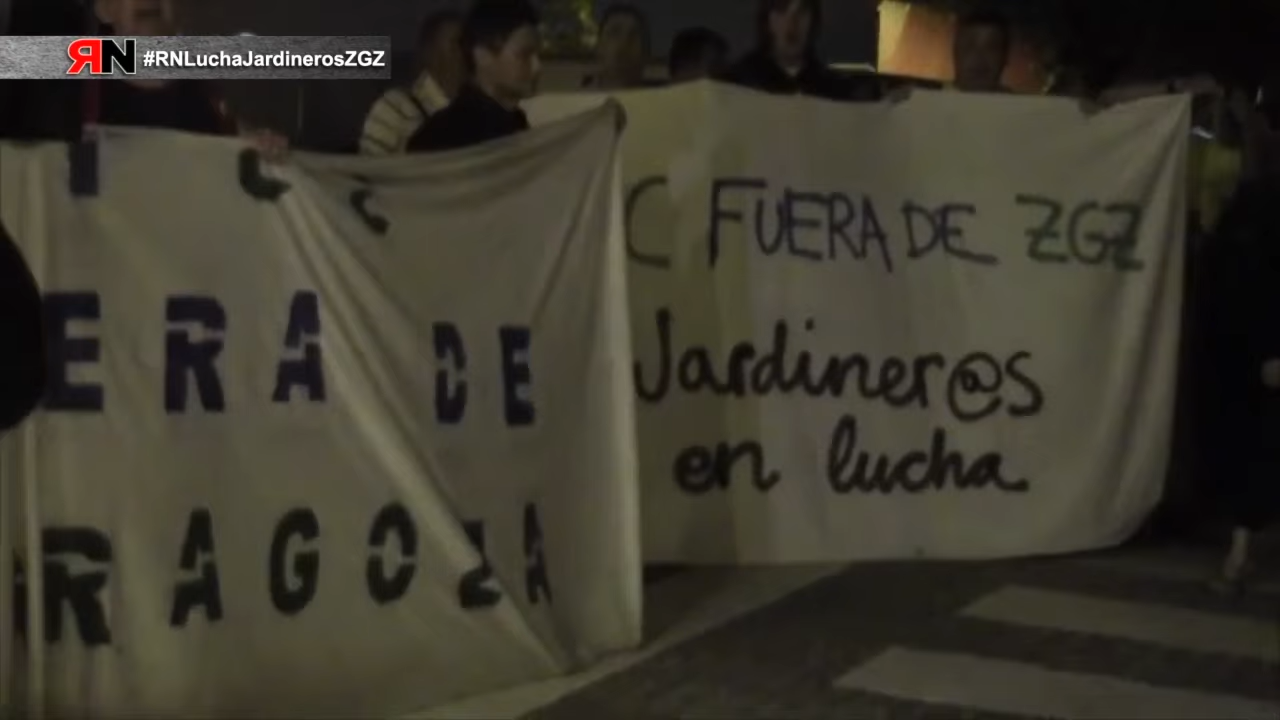 RN #RNLuchaJardinerosZGZ
C FUERA DE ZGZ
Jardiner@s
en lucha
ERA DE
RAGOZA